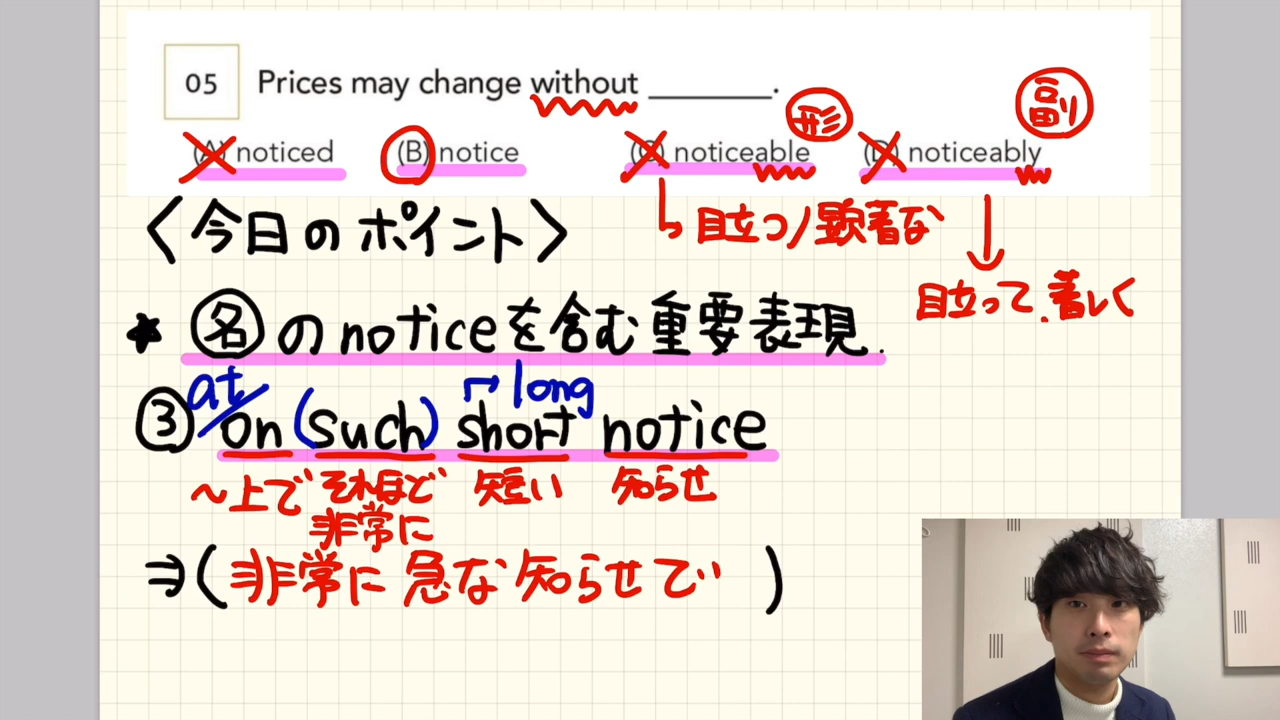 05 Prices may change without ________.
(A) noticed (B) notice (C) noticeable (D) noticeably
形 副
〈今日のポイント〉
↳目立つ/顕著な
目立って、著しく
* 名のnoticeを含む重要表現.
at long
③ on (such) short notice
～上で それほど 短い 知らせ
非常に
⇒(非常に急な知らせで)